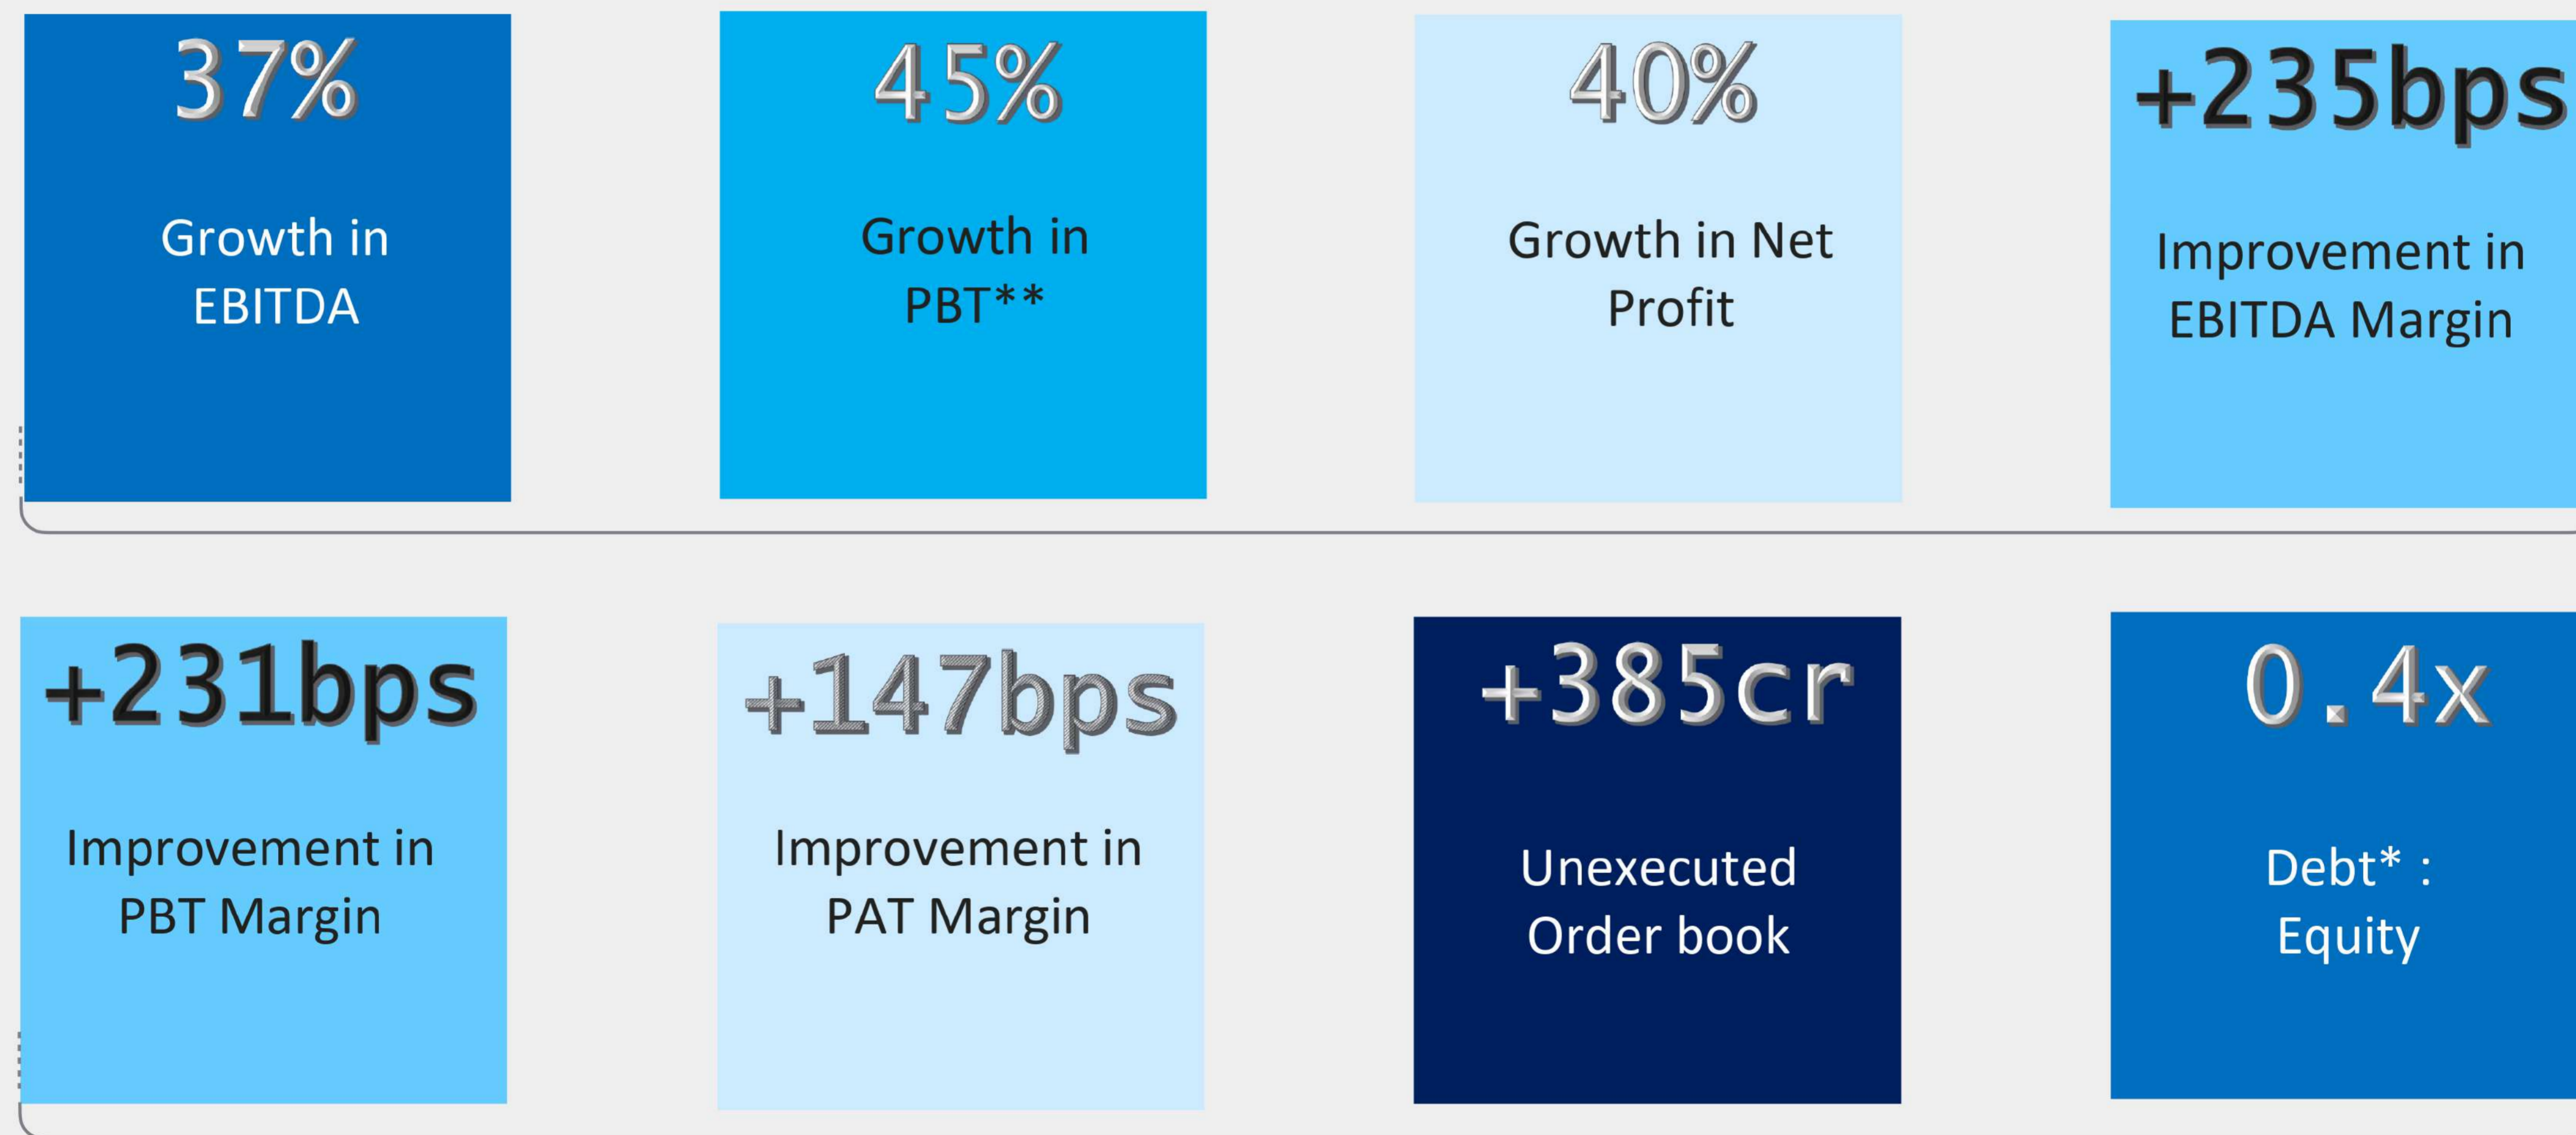 37%
Growth in
EBITDA
45%
Growth in
PBT**
40%
Growth in Net
Profit
+235bps
Improvement in
EBITDA Margin
+231bps
Improvement in
PBT Margin
+147bps
Improvement in
PAT Margin
+385cr
Unexecuted
Order book
0.4x
Debt* :
Equity